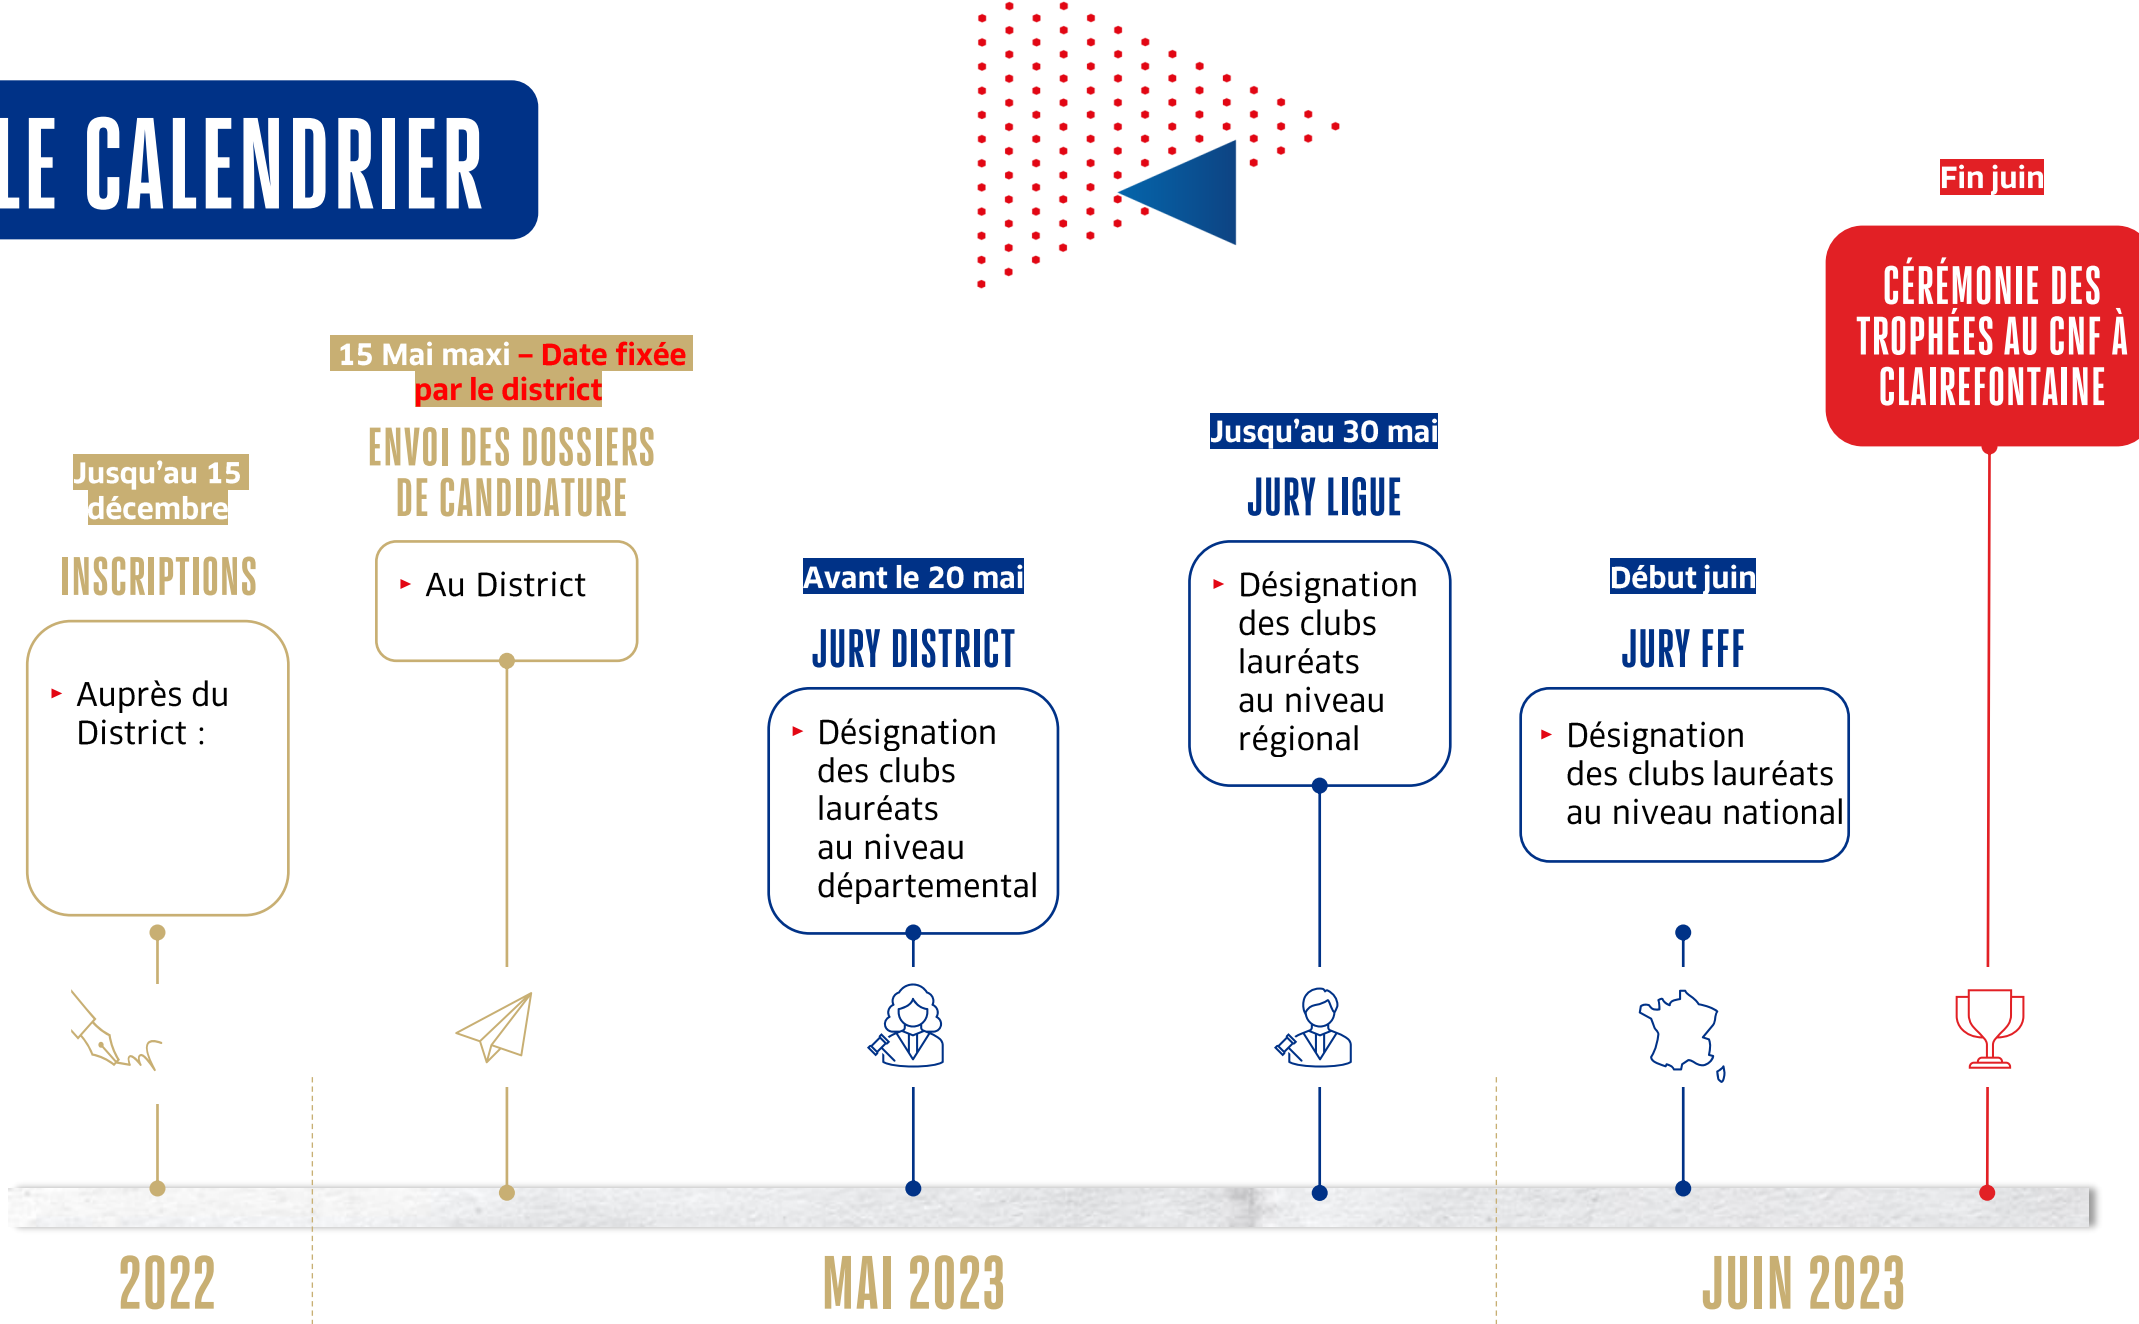 LE CALENDRIER
Jusqu'au 15
décembre
INSCRIPTIONS
► Auprès du
District :
15 Mai maxi – Date fixée
par le district
ENVOI DES DOSSIERS
DE CANDIDATURE
► Au District
Avant le 20 mai
JURY DISTRICT
► Désignation
des clubs
lauréats
au niveau
départemental
Jusqu'au 30 mai
JURY LIGUE
► Désignation
des clubs
lauréats
au niveau
régional
Début juin
JURY FFF
► Désignation
des clubs lauréats
au niveau national
Fin juin
CÉRÉMONIE DES
TROPHÉES AU CNF À
CLAIREFONTAINE
2022
MAI 2023
JUIN 2023